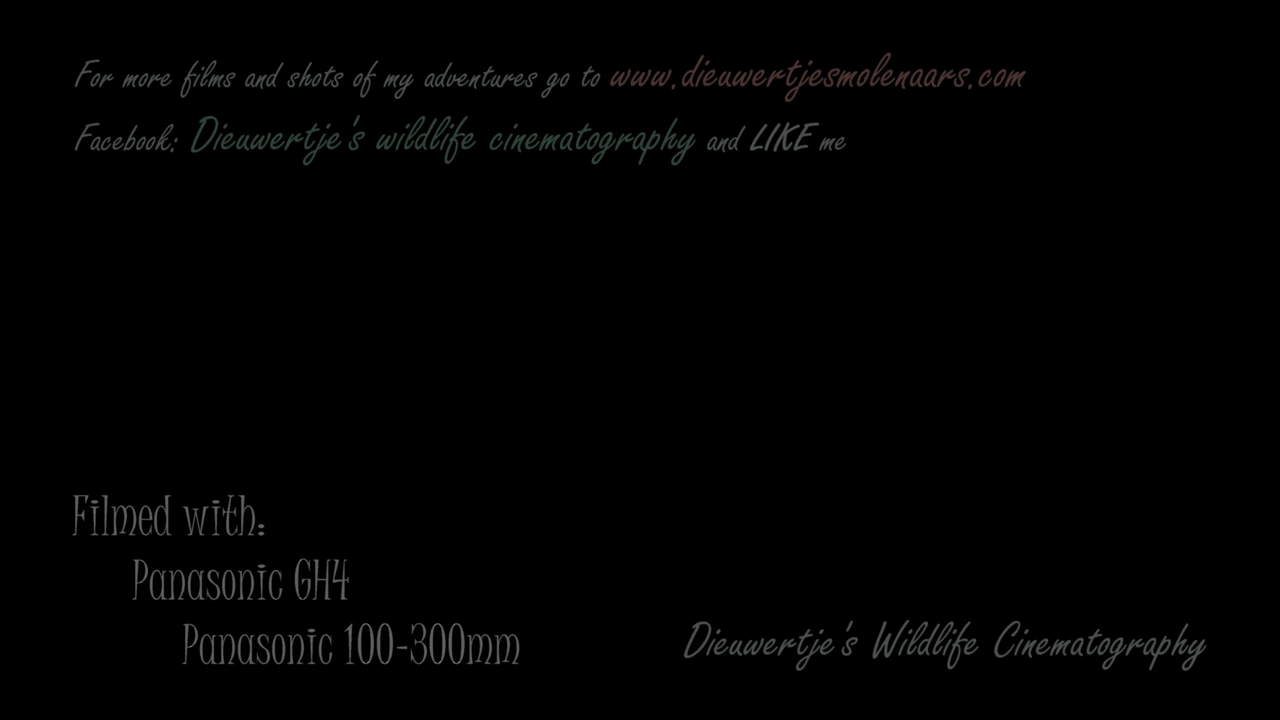 For more films and shots of my adventures go to www.dieuwertjesmolenaars.com
Facebook: Dieuwertje's wildlife cinematography and LIKE me
Filmed with:
Panasonic GH4
Panasonic 100-300mm
Dieuwertje's Wildlife Cinematography